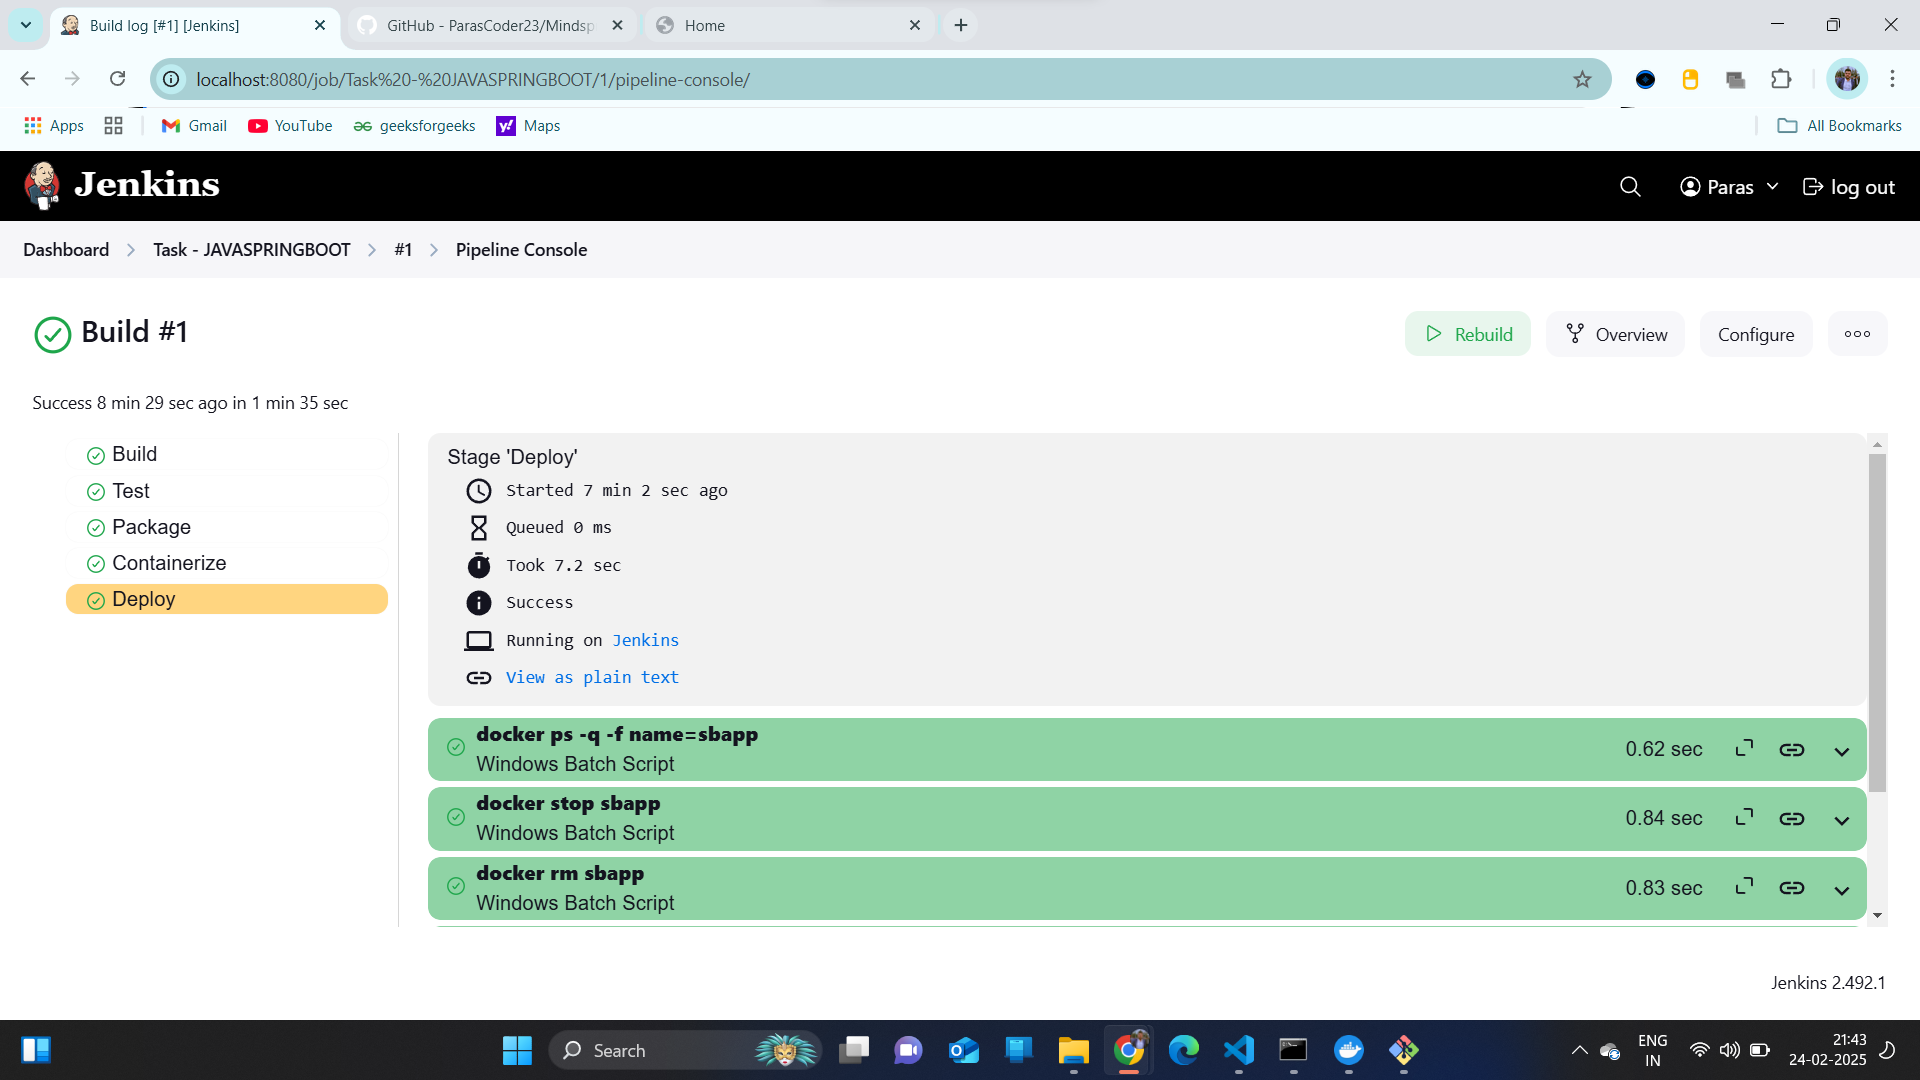 Build log [#1] [Jenkins]
GitHub - ParasCoder23/Mindsp
Home
localhost:8080/job/Task%20-%20JAVASPRINGBOOT/1/pipeline-console/
Apps
Gmail
YouTube
geeksforgeeks
Maps
All Bookmarks
Jenkins
Paras
log out
Dashboard
Task - JAVASPRINGBOOT
#1
Pipeline Console
Build #1
Rebuild
Overview
Configure
Success 8 min 29 sec ago in 1 min 35 sec
Build
Test
Package
Containerize
Deploy
Stage 'Deploy'
Started 7 min 2 sec ago
Queued 0 ms
Took 7.2 sec
Success
Running on Jenkins
View as plain text
docker ps -q -f name=sbapp
Windows Batch Script
0.62 sec
docker stop sbapp
Windows Batch Script
0.84 sec
docker rm sbapp
Windows Batch Script
0.83 sec
Jenkins 2.492.1
Search
ENG
IN
21:43
24-02-2025